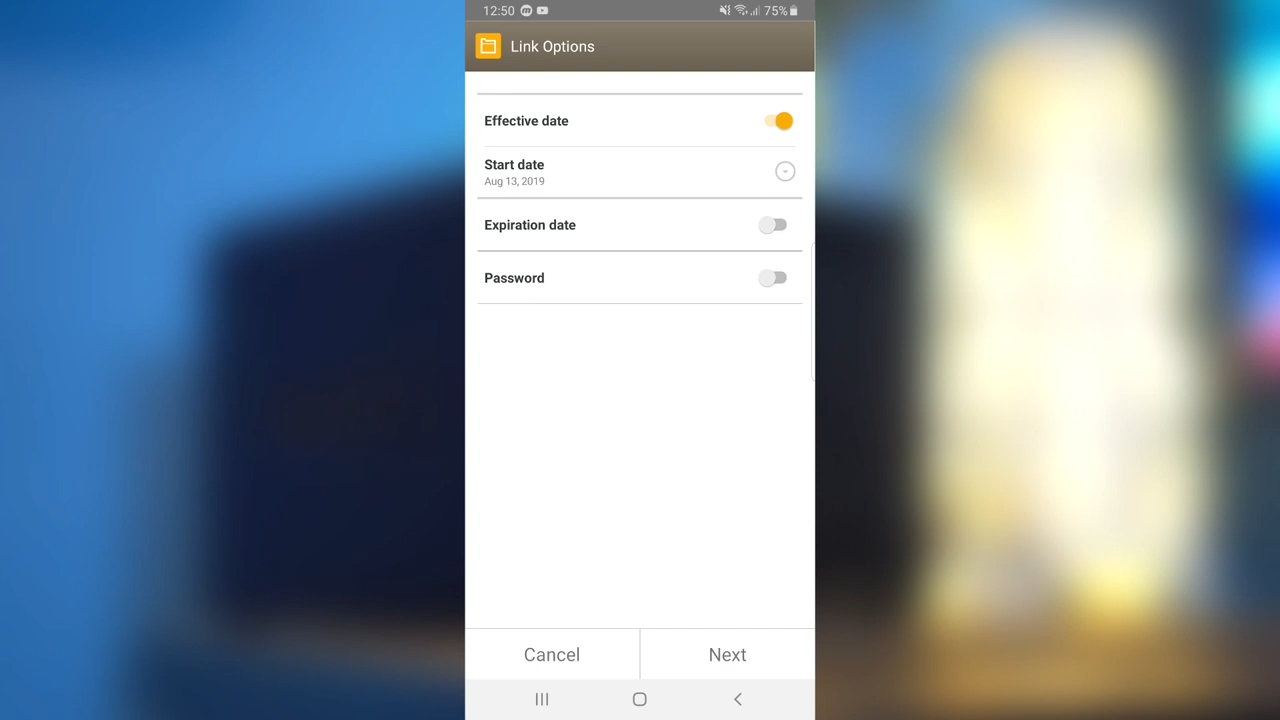 12:50 75%
Link Options
Effective date
Start date
Aug 13, 2019
Expiration date
Password
Cancel Next